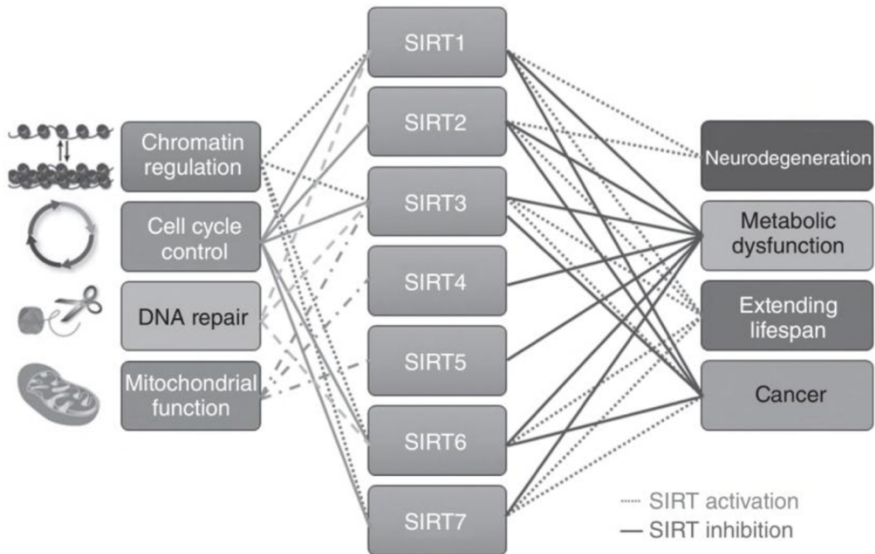 SIRT1
SIRT2
SIRT3
SIRT4
SIRT5
SIRT6
SIRT7
Chromatin
regulation
Cell cycle
control
DNA repair
Mitochondrial
function
Neurodegeneration
Metabolic
dysfunction
Extending
lifespan
Cancer
SIRT activation
SIRT inhibition